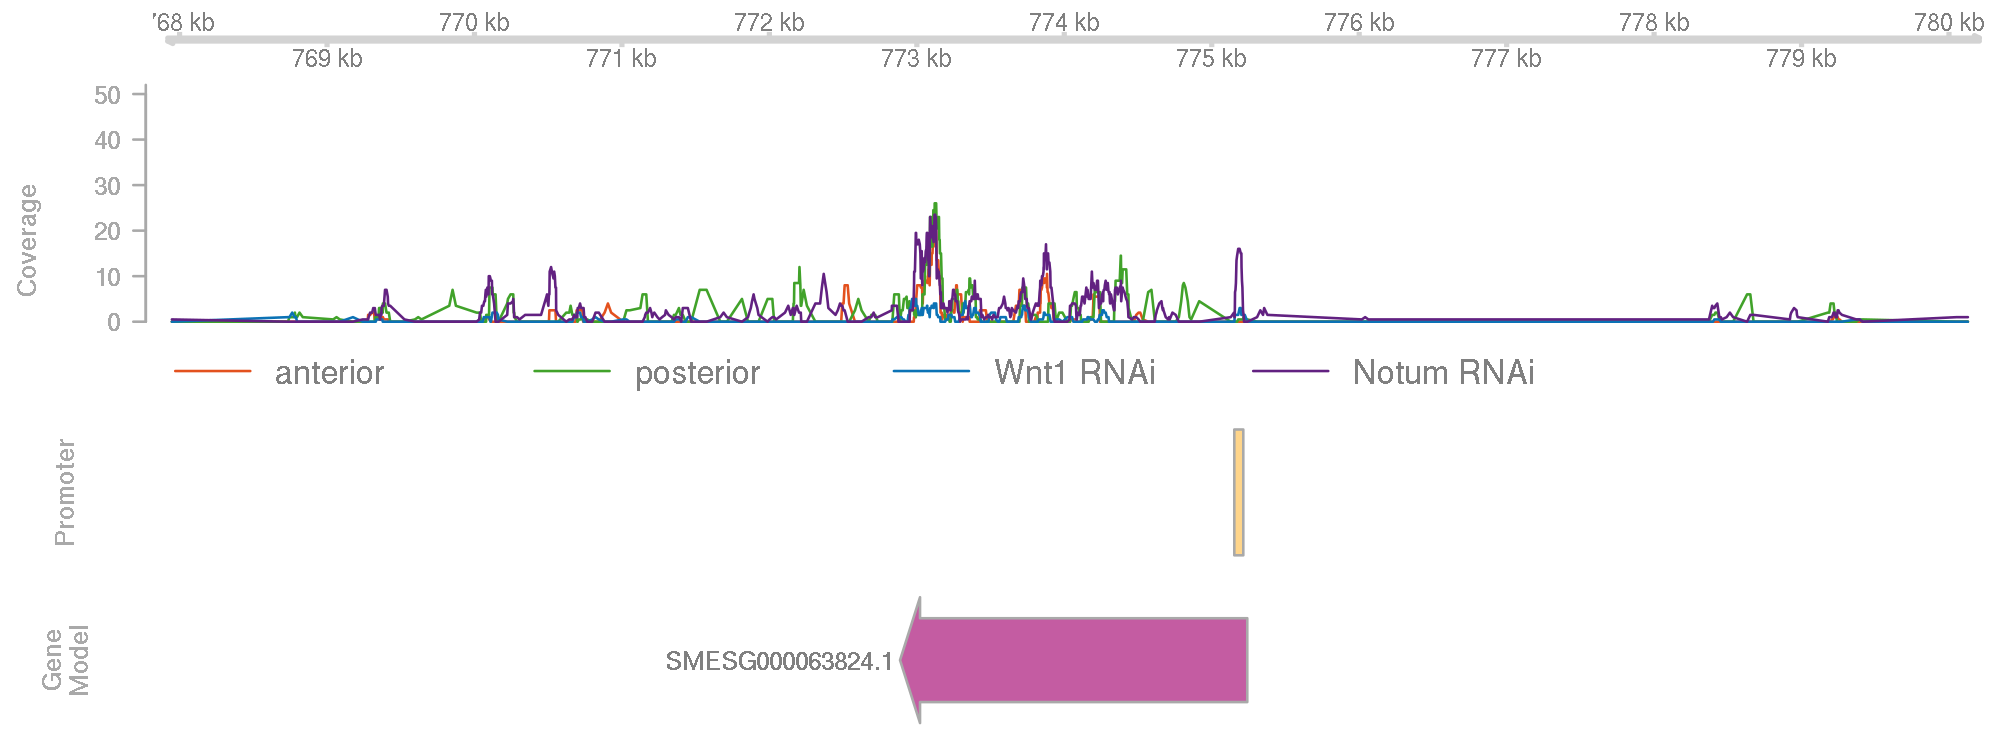 '68 kb 770 kb 772 kb 774 kb 776 kb 778 kb 780 kb
769 kb 771 kb 773 kb 775 kb 777 kb 779 kb
50
40
30
20
10
0
Coverage
anterior posterior Wnt1 RNAi Notum RNAi
Promoter
Gene
Model
SMESG000063824.1